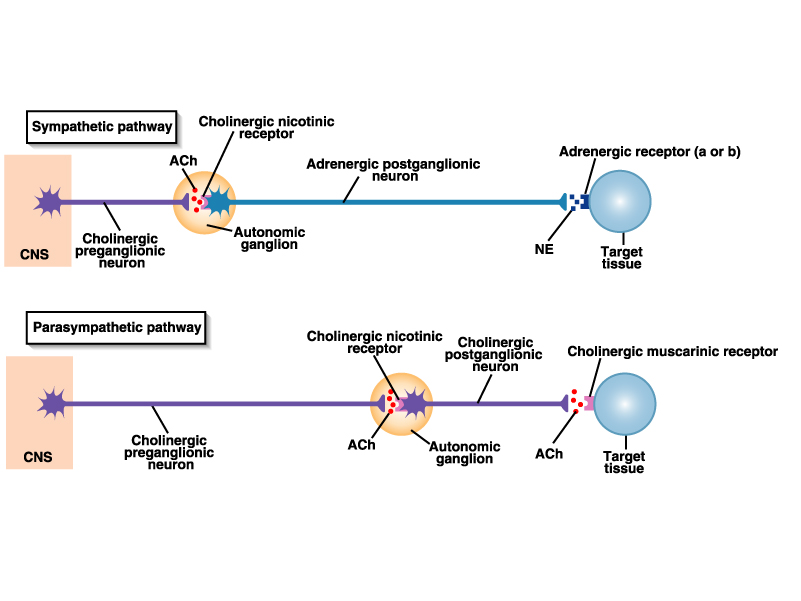 Sympathetic pathway
Cholinergic nicotinic
receptor
ACh
Adrenergic postganglionic
neuron
Adrenergic receptor (a or b)
CNS
Cholinergic
preganglionic
neuron
Autonomic
ganglion
NE
Target
tissue
Parasympathetic pathway
Cholinergic nicotinic
receptor
Cholinergic
postganglionic
neuron
Cholinergic muscarinic receptor
CNS
Cholinergic
preganglionic
neuron
ACh
Autonomic
ganglion
ACh
Target
tissue